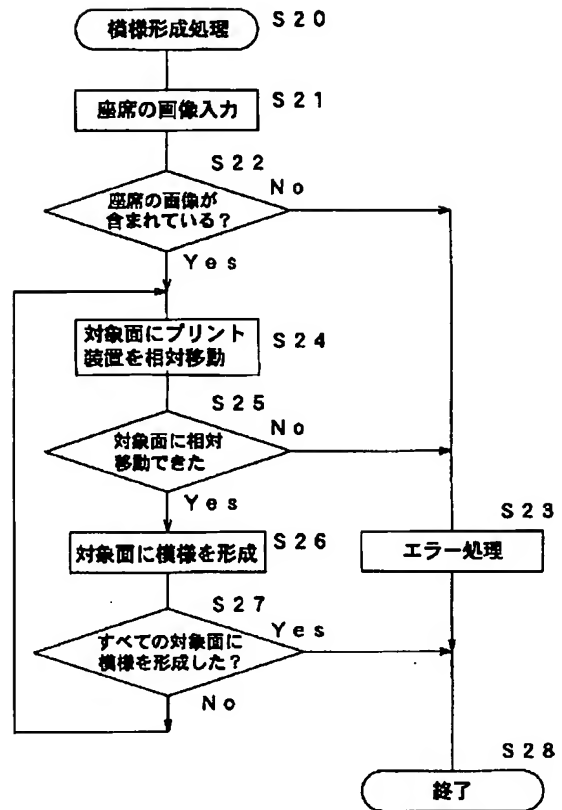 模様形成処理
S20
座席の画像入力
S21
S22
座席の画像が
含まれている?
No
Yes
対象面にプリント
装置を相対移動
S24
S25
対象面に相対
移動できた
No
Yes
対象面に模様を形成
S26
S23
エラー処理
S27
すべての対象面に
模様を形成した?
Yes
No
S28
終了